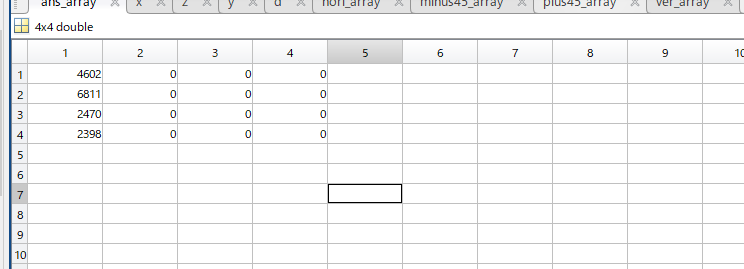 ans_array x z y d hori_array minus45_array plus45_array ver_array
4x4 double
1 2 3 4 5 6 7 8 9 10
1 4602 0 0 0
2 6811 0 0 0
3 2470 0 0 0
4 2398 0 0 0
5
6
7
8
9
10